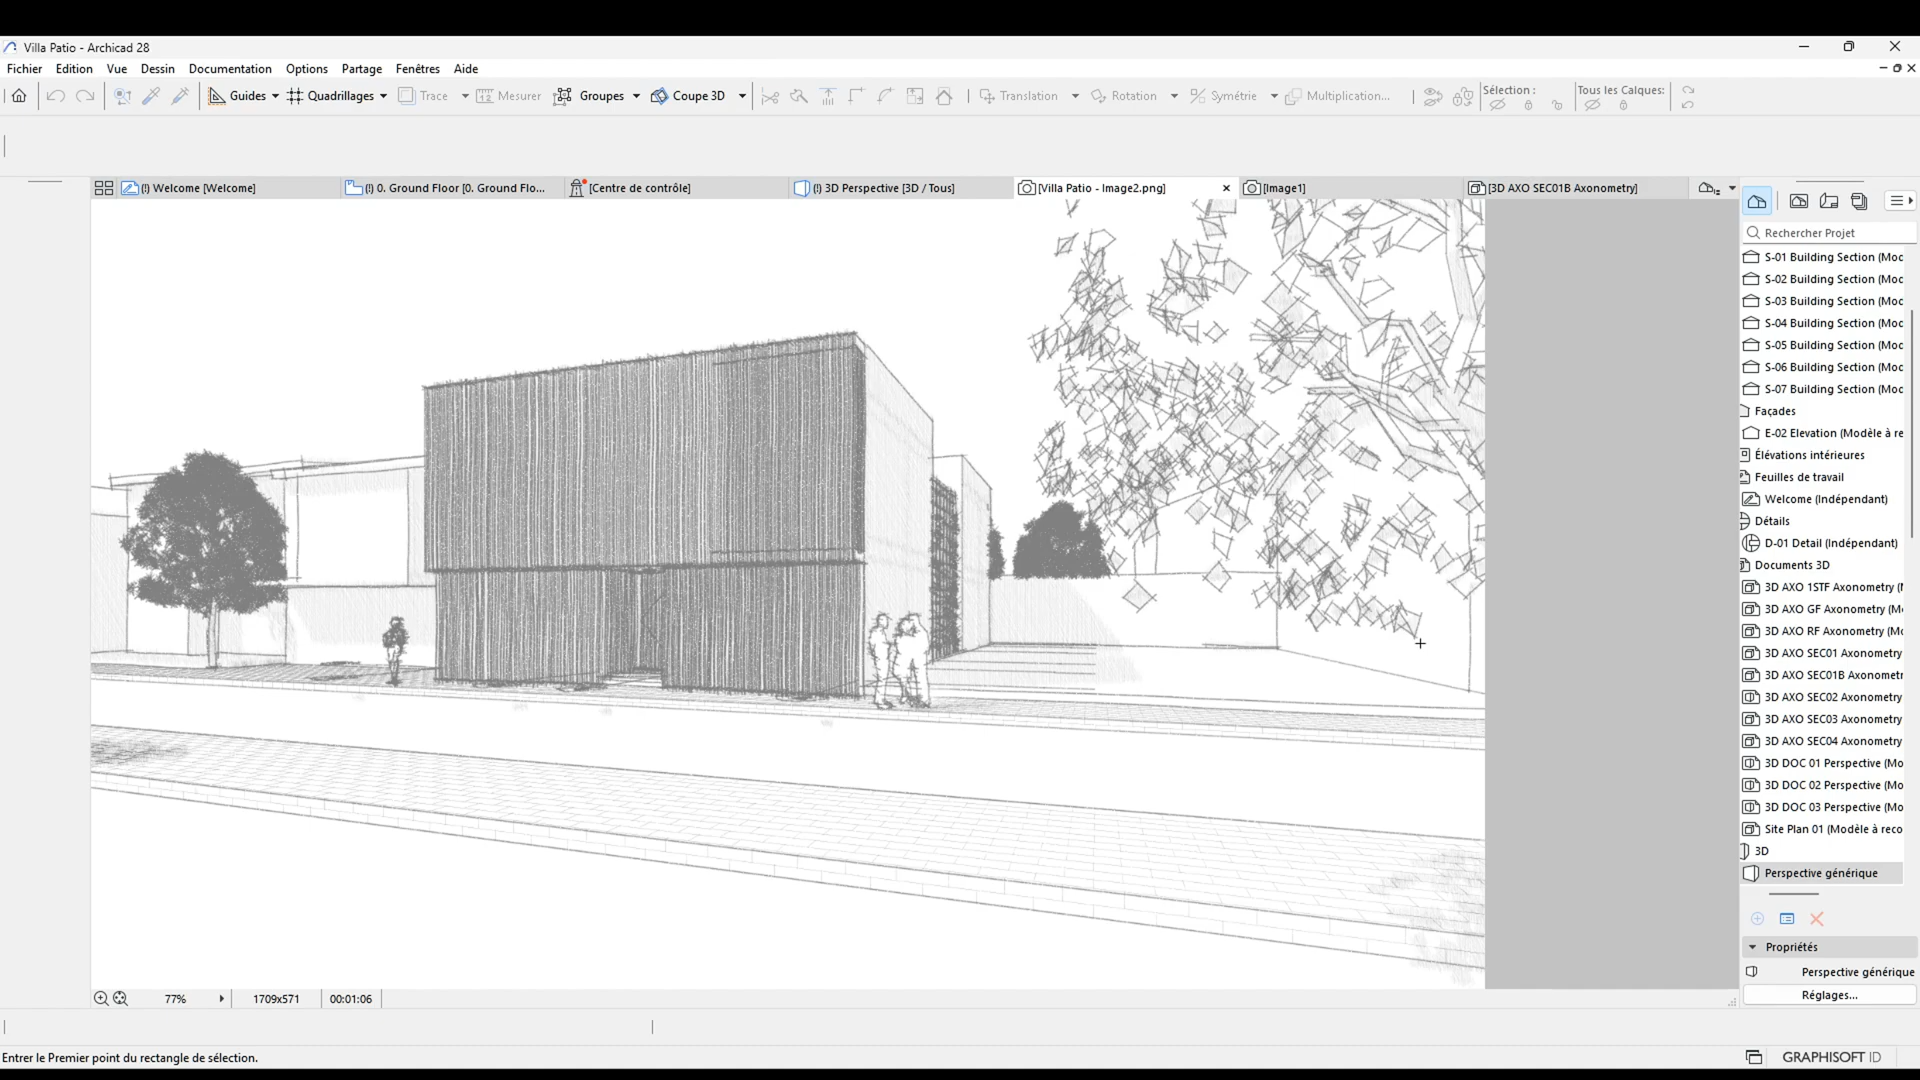 Villa Patio - Archicad 28
Fichier Edition Vue Dessin Documentation Options Partage Fenêtres Aide
Guides Quadrillages Trace Mesurer Groupes Coupe 3D Translation Rotation Symétrie Multiplication... Sélection : Tous les Calques:
(!) Welcome [Welcome] (!) 0. Ground Floor [0. Ground Flo... [Centre de contrôle] (!) 3D Perspective [3D / Tous] [Villa Patio - Image2.png] [Image1] [3D AXO SEC01B Axonometry]
Rechercher Projet
S-01 Building Section (Moc
S-02 Building Section (Moc
S-03 Building Section (Moc
S-04 Building Section (Moc
S-05 Building Section (Moc
S-06 Building Section (Moc
S-07 Building Section (Moc
Façades
E-02 Elevation (Modèle à re
Élévations intérieures
Feuilles de travail
Welcome (Indépendant)
Détails
D-01 Detail (Indépendant)
Documents 3D
3D AXO 1STF Axonometry (
3D AXO GF Axonometry (M
3D AXO RF Axonometry (Mc
3D AXO SEC01 Axonometry
3D AXO SEC01B Axonometr
3D AXO SEC02 Axonometry
3D AXO SEC03 Axonometry
3D AXO SEC04 Axonometry
3D DOC 01 Perspective (Mo
3D DOC 02 Perspective (Mo
3D DOC 03 Perspective (Mo
Site Plan 01 (Modèle à reco
3D
Perspective générique
Propriétés
Perspective générique
Réglages...
77% 1709x571 00:01:06
Entrer le Premier point du rectangle de sélection.
GRAPHISOFT ID